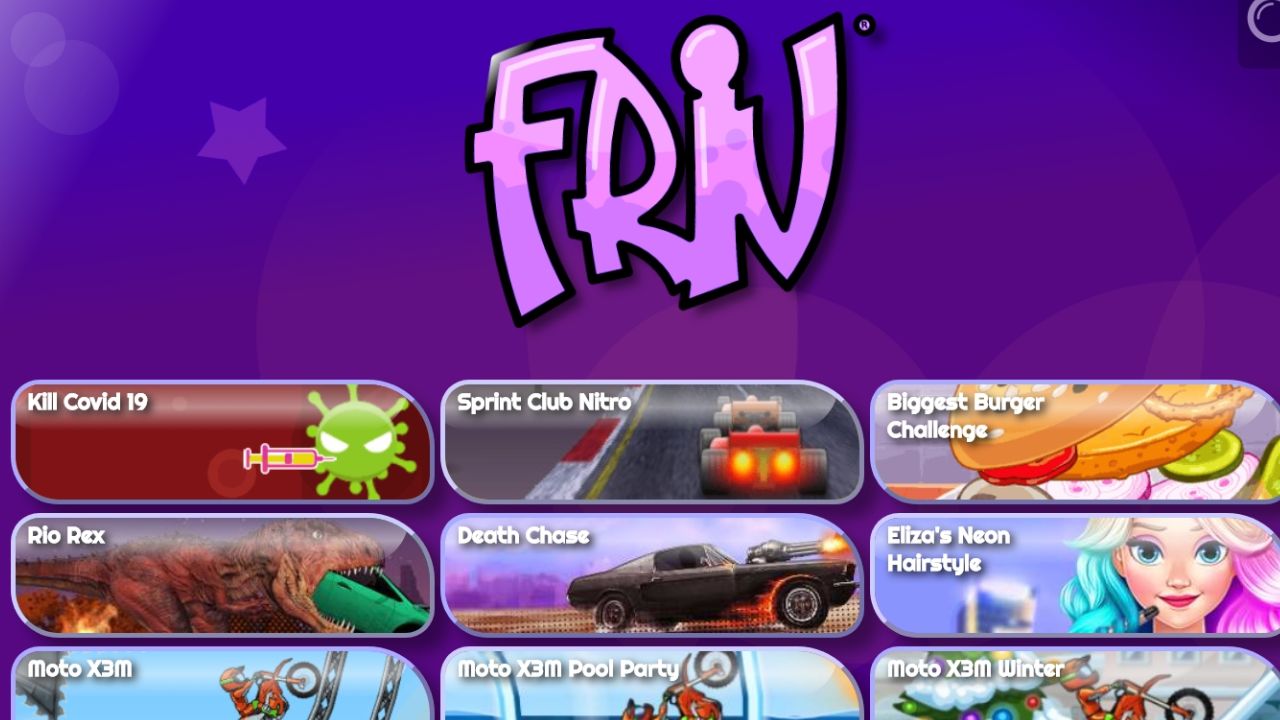 FRiV®
Kill Covid 19
Sprint Club Nitro
Biggest Burger
Challenge
Rio Rex
Death Chase
Eliza's Neon
Hairstyle
Moto X3M
Moto X3M Pool Party
Moto X3M Winter